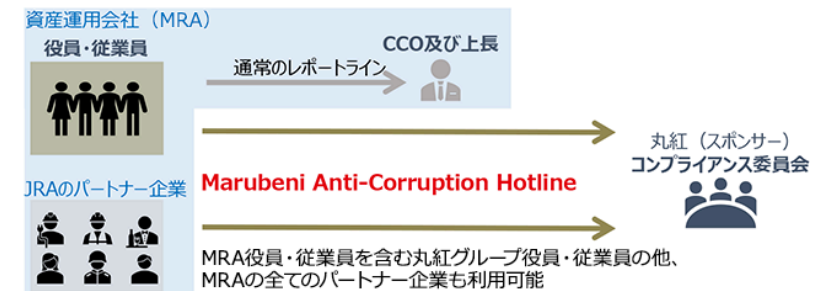 資産運用会社（MRA）
役員・従業員
CCO及び上長
通常のレポートライン
丸紅（スポンサー）
コンプライアンス委員会
JRAのパートナー企業
Marubeni Anti-Corruption Hotline
MRA役員・従業員を含む丸紅グループ役員・従業員の他、
MRAの全てのパートナー企業も利用可能